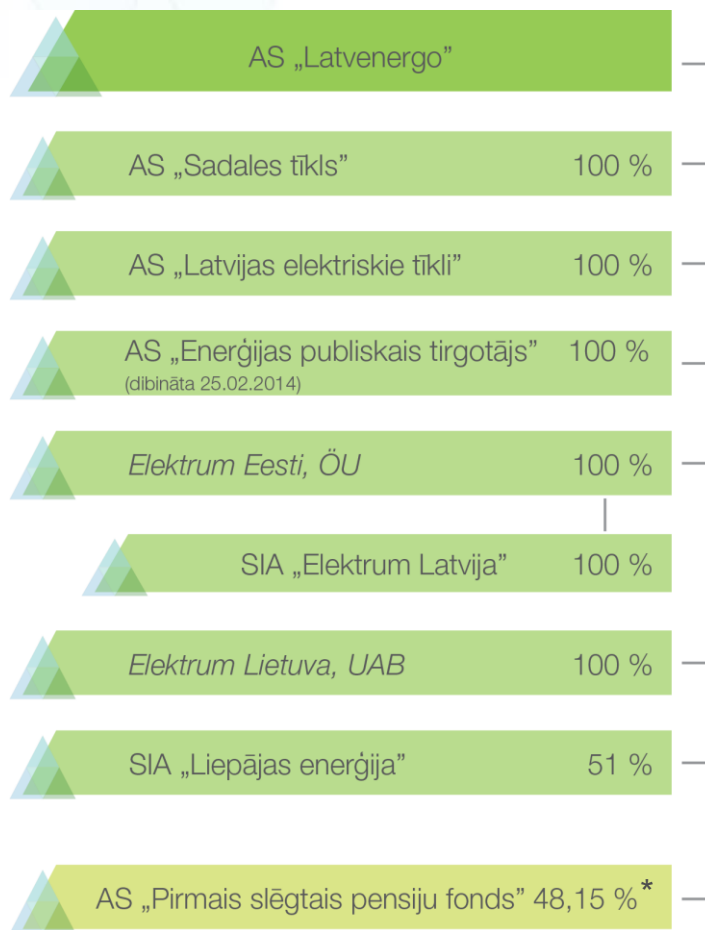 AS „Latvenergo”
AS „Sadales tīkls” 100 %
AS „Latvijas elektriskie tīkli” 100 %
AS „Enerģijas publiskais tirgotājs” 100 %
(dibināta 25.02.2014)
Elektrum Eesti, ÖU 100 %
SIA „Elektrum Latvija” 100 %
Elektrum Lietuva, UAB 100 %
SIA „Liepājas enerģija” 51 %
AS „Pirmais slēgtais pensiju fonds” 48,15 %*